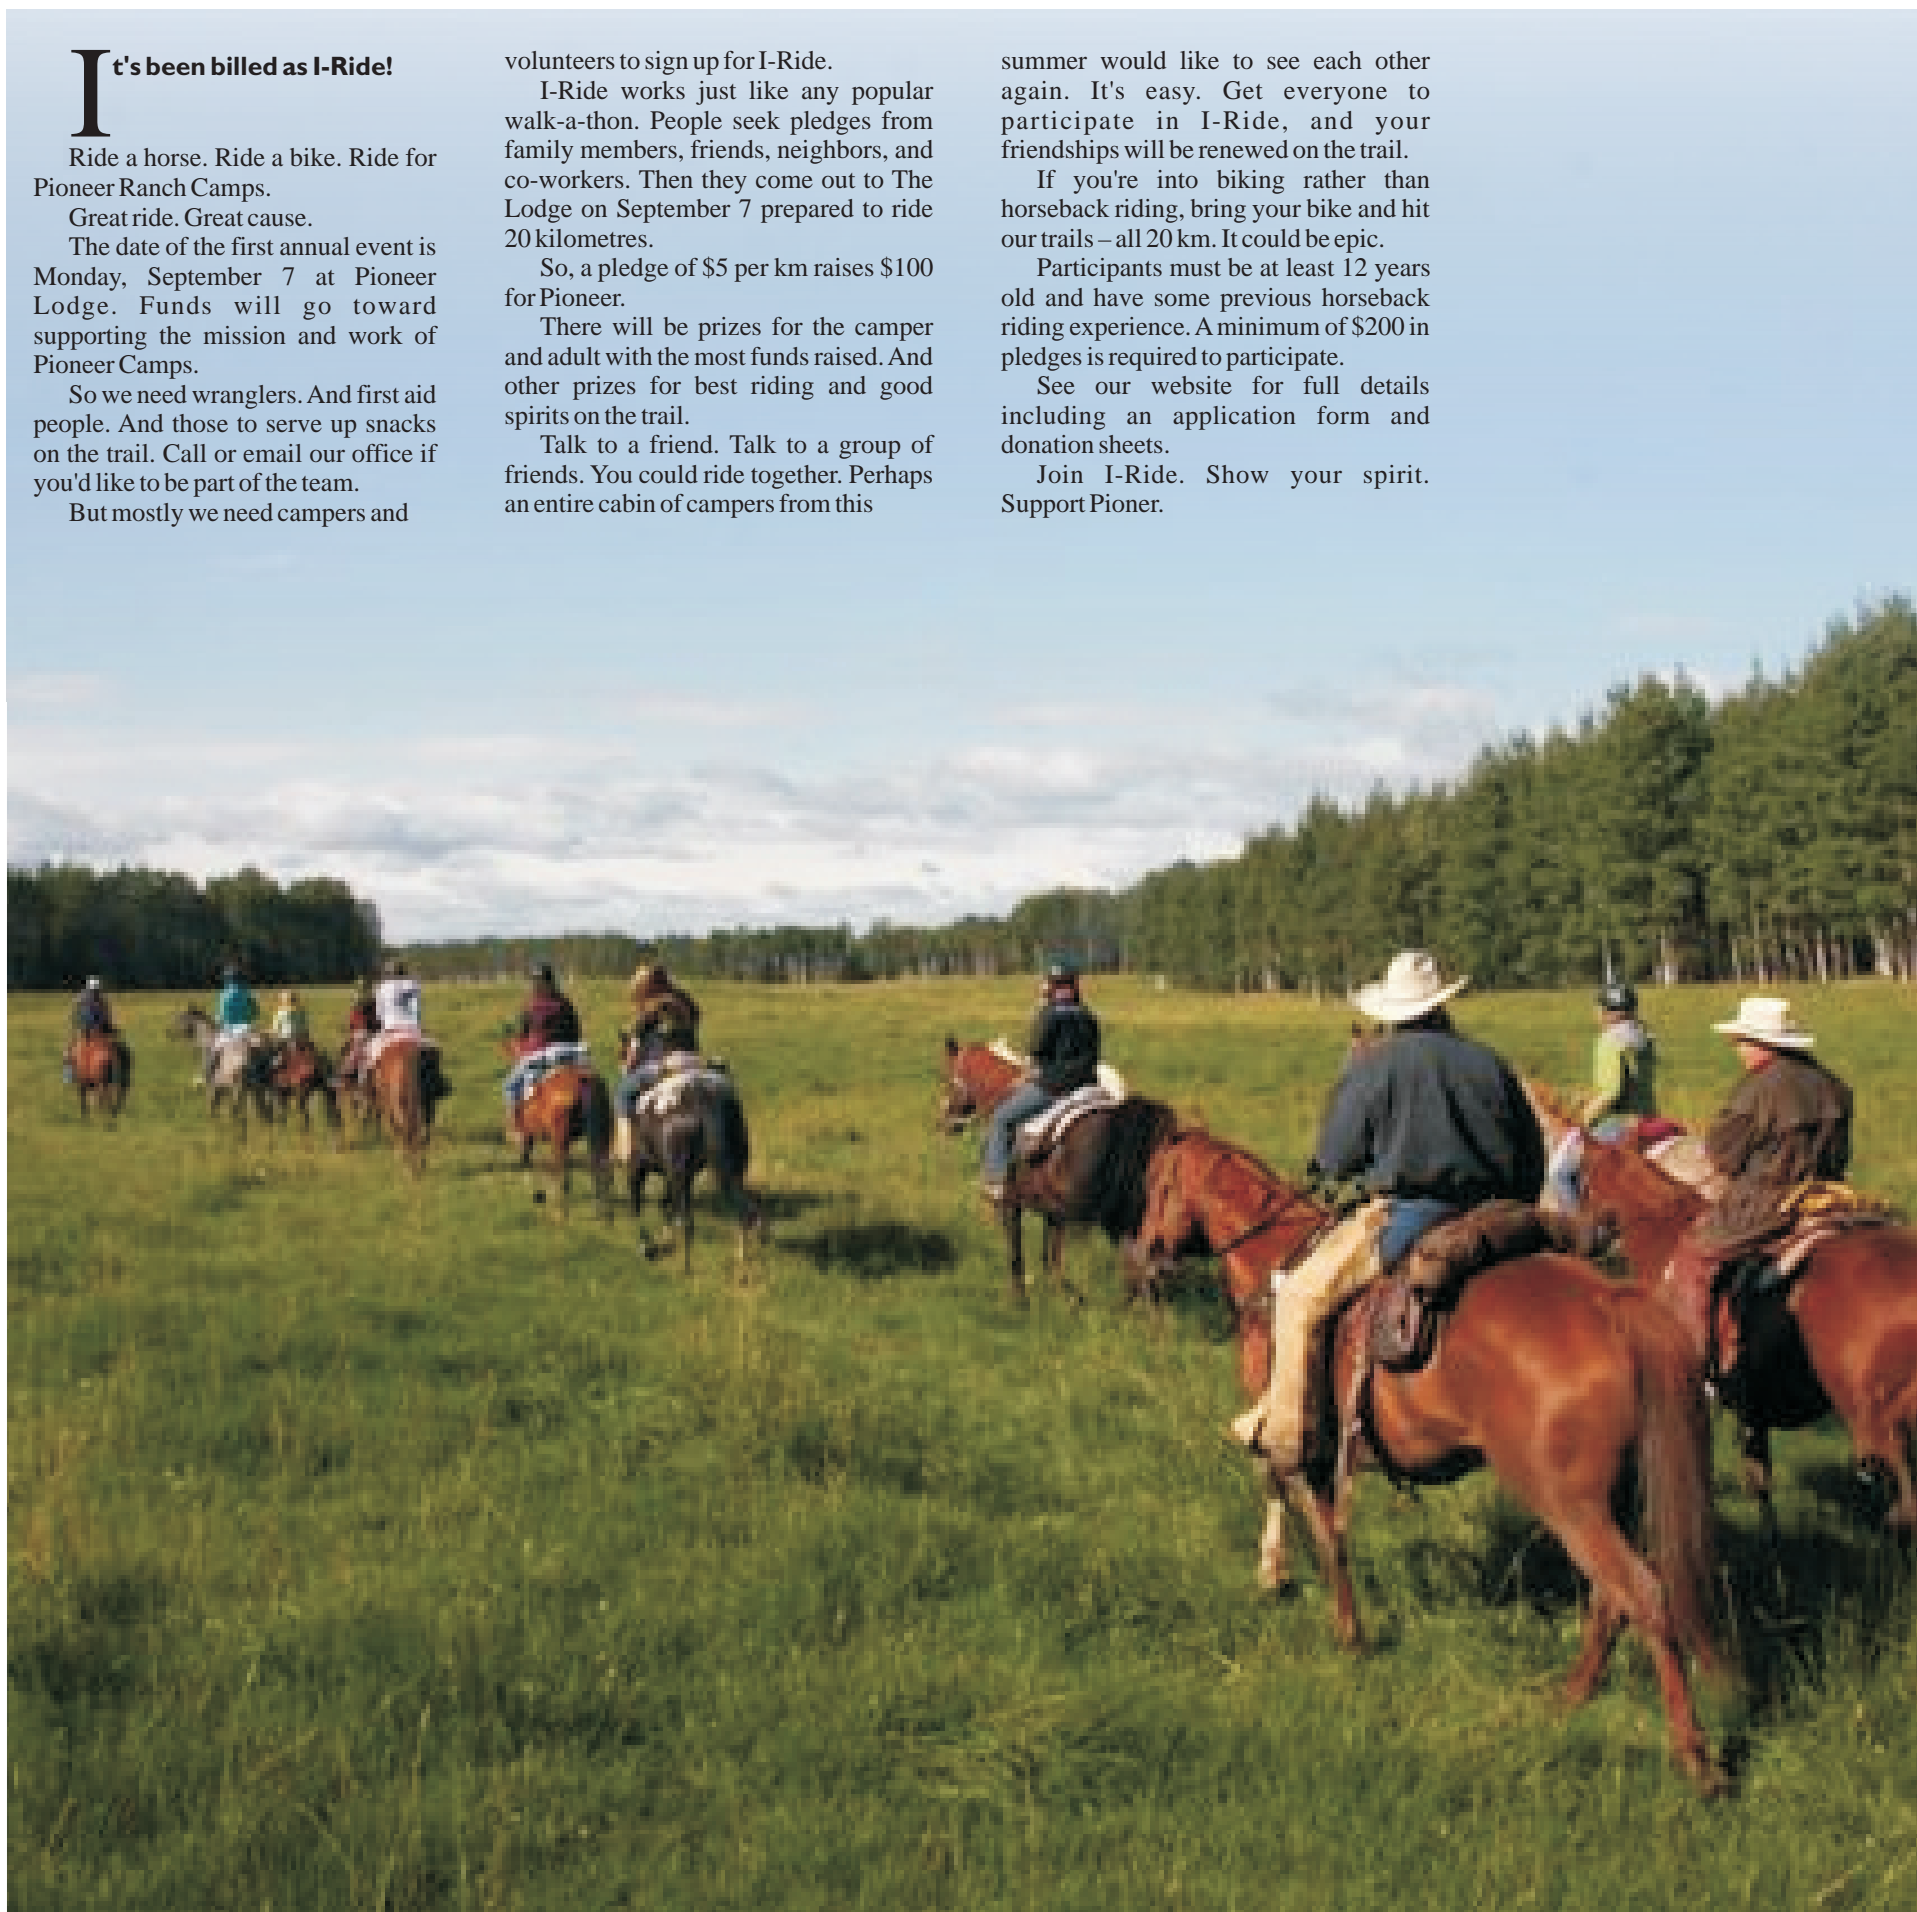 It's been billed as I-Ride!
Ride a horse. Ride a bike. Ride for
Pioneer Ranch Camps.
Great ride. Great cause.
The date of the first annual event is
Monday, September 7 at Pioneer
Lodge. Funds will go toward
supporting the mission and work of
Pioneer Camps.
So we need wranglers. And first aid
people. And those to serve up snacks
on the trail. Call or email our office if
you'd like to be part of the team.
But mostly we need campers and
volunteers to sign up for I-Ride.
I-Ride works just like any popular
walk-a-thon. People seek pledges from
family members, friends, neighbors, and
co-workers. Then they come out to The
Lodge on September 7 prepared to ride
20 kilometres.
So, a pledge of $5 per km raises $100
for Pioneer.
There will be prizes for the camper
and adult with the most funds raised. And
other prizes for best riding and good
spirits on the trail.
Talk to a friend. Talk to a group of
friends. You could ride together. Perhaps
an entire cabin of campers from this
summer would like to see each other
again. It's easy. Get everyone to
participate in I-Ride, and your
friendships will be renewed on the trail.
If you're into biking rather than
horseback riding, bring your bike and hit
our trails – all 20 km. It could be epic.
Participants must be at least 12 years
old and have some previous horseback
riding experience. A minimum of $200 in
pledges is required to participate.
See our website for full details
including an application form and
donation sheets.
Join I-Ride. Show your spirit.
Support Pioner.